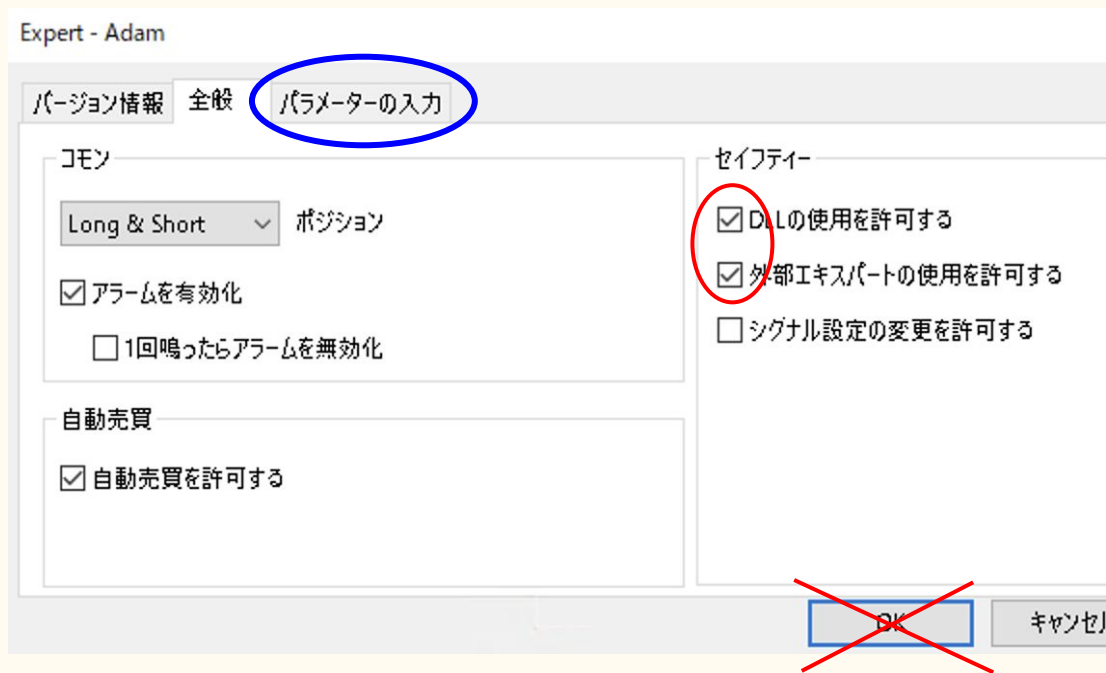 Expert - Adam
バージョン情報 全般 パラメーターの入力
コモン
Long & Short ポジション
アラームを有効化
1回鳴ったらアラームを無効化
自動売買
自動売買を許可する
セイフティー
DLLの使用を許可する
外部エキスパートの使用を許可する
シグナル設定の変更を許可する
OK キャンセル